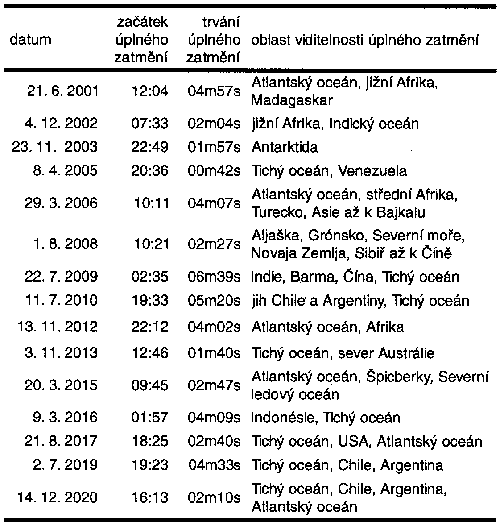 datum začátek úplného zatmění trvání úplného zatmění oblast viditelnosti úplného zatmění
21. 6. 2001 12:04 04m57s Atlantský oceán, jižní Afrika,
Madagaskar
4. 12. 2002 07:33 02m04s jižní Afrika, Indický oceán
23. 11. 2003 22:49 01m57s Antarktida
8. 4. 2005 20:36 00m42s Tichý oceán, Venezuela
29. 3. 2006 10:11 04m07s Atlantský oceán, střední Afrika,
Turecko, Asie až k Bajkalu
1. 8. 2008 10:21 02m27s Aljaška, Grónsko, Severní moře,
Novaja Zemlja, Sibiř až k Číně
22. 7. 2009 02:35 06m39s Indie, Barma, Čína, Tichý oceán
11. 7. 2010 19:33 05m20s jih Chile a Argentiny, Tichý oceán
13. 11. 2012 22:12 04m02s Atlantský oceán, Afrika
3. 11. 2013 12:46 01m40s Tichý oceán, sever Austrálie
20. 3. 2015 09:45 02m47s Atlantský oceán, Špicberky, Severní
ledový oceán
9. 3. 2016 01:57 04m09s Indonésie, Tichý oceán
21. 8. 2017 18:25 02m40s Tichý oceán, USA, Atlantský oceán
2. 7. 2019 19:23 04m33s Tichý oceán, Chile, Argentina
14. 12. 2020 16:13 02m10s Tichý oceán, Chile, Argentina,
Atlantský oceán